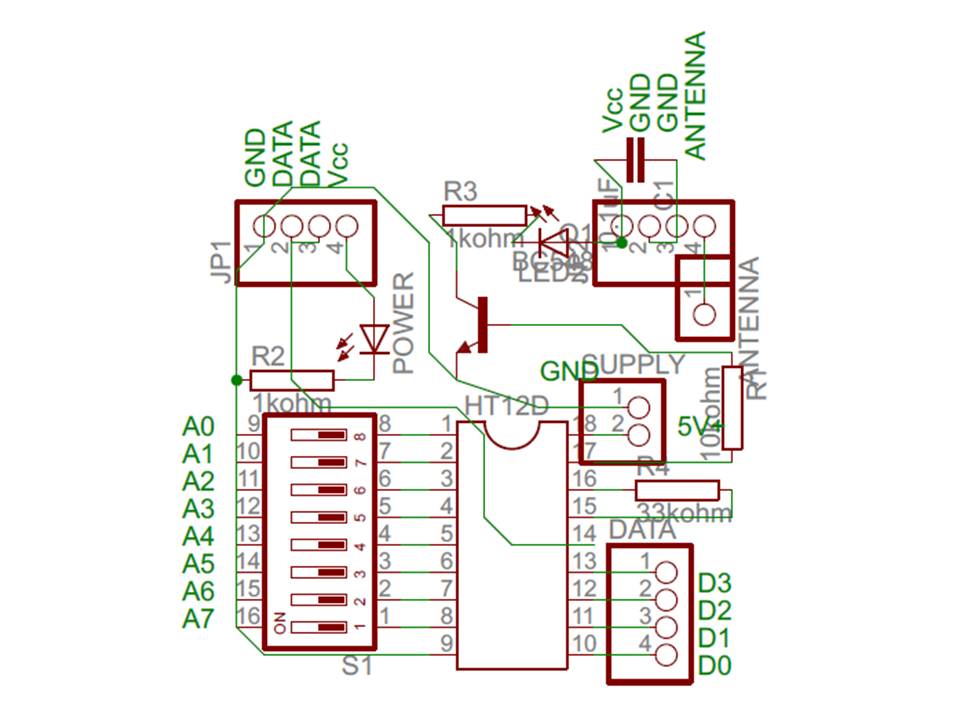 Vcc
GND
GND
ANTENNA
GND
DATA
DATA
Vcc
JP1
1
2
3
4
R3
1kohm
Q1
BC548
LED2
0.1uF
C1
2
3
4
1
ANTENNA
POWER
R2
1kohm
GND
SUPPLY
1
2
5V+
10kohm
R1
HT12D
A0
A1
A2
A3
A4
A5
A6
A7
9
10
11
12
13
14
15
16
8
7
6
5
4
3
2
1
ON
8
7
6
5
4
3
2
1
S1
1
2
3
4
5
6
7
8
9
18
17
16
15
14
13
12
11
10
R4
33kohm
DATA
1
2
3
4
D3
D2
D1
D0